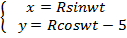 x = Rsinwt
y = Rcoswt − 5